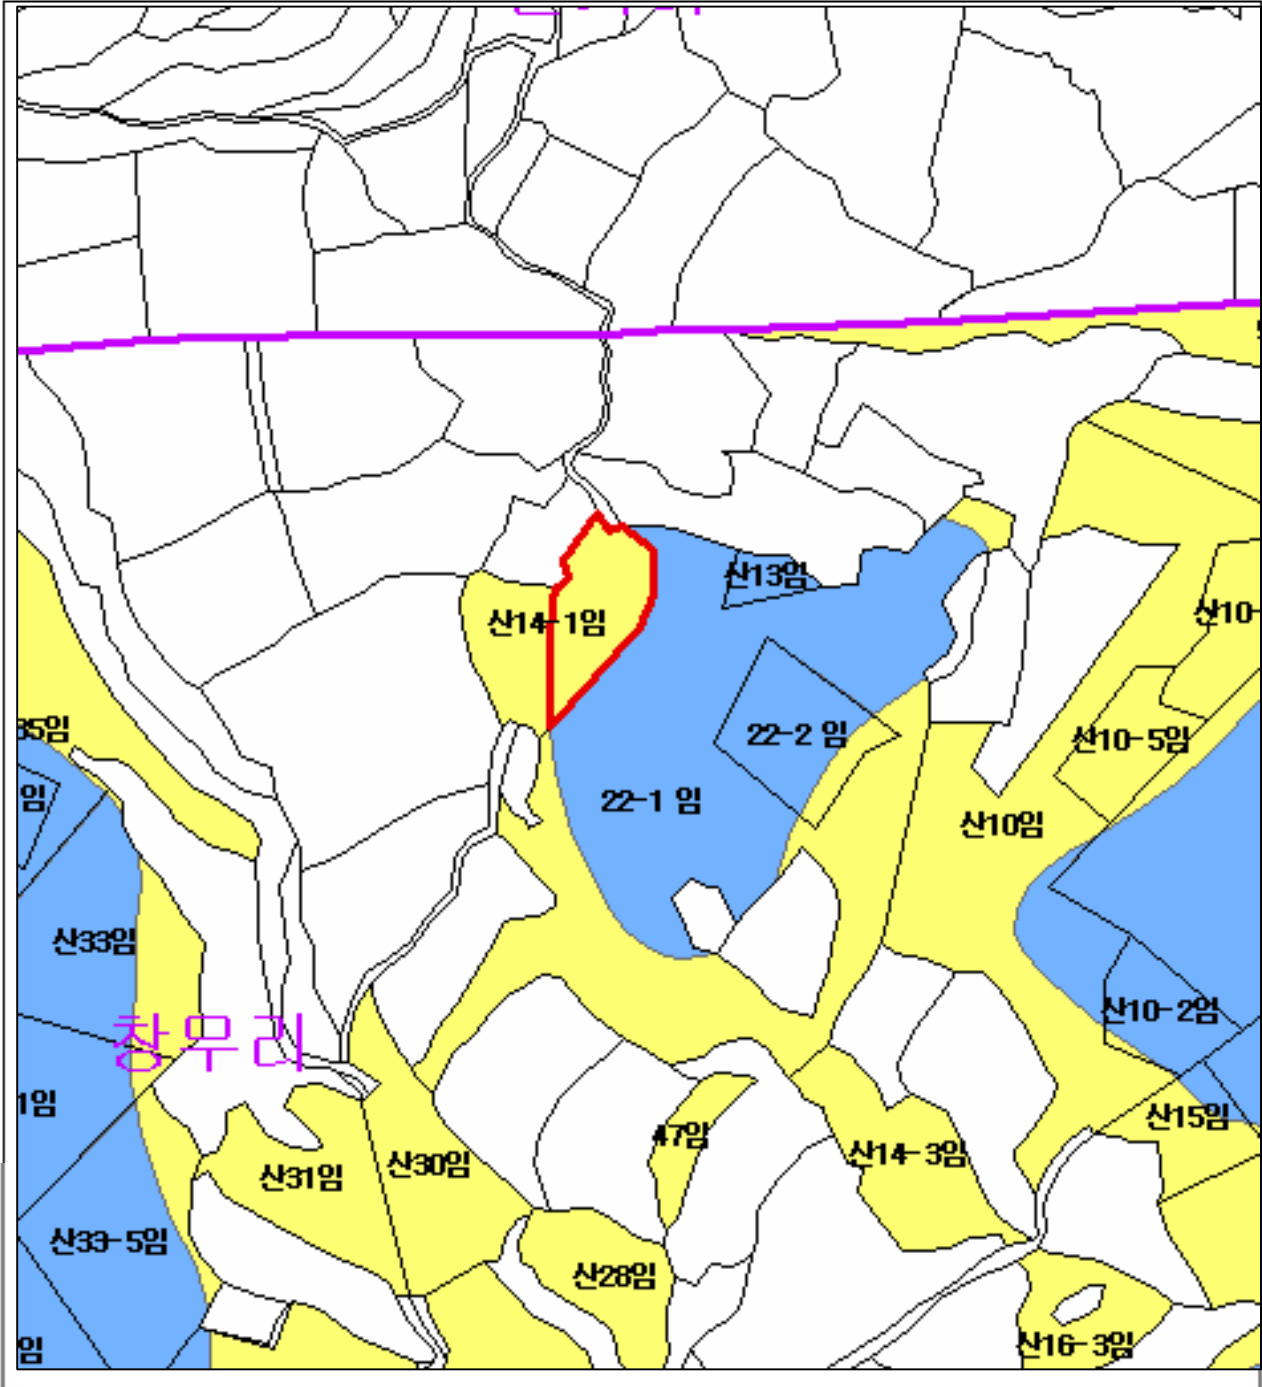 산13임
산14-1임
산10-
35임
22-2 임
산10-5임
임
22-1 임
산10임
산33임
산10-2임
창우리
1임
산15임
47임
산14-3임
산30임
산31임
산33-5임
산28임
산16-3임
임